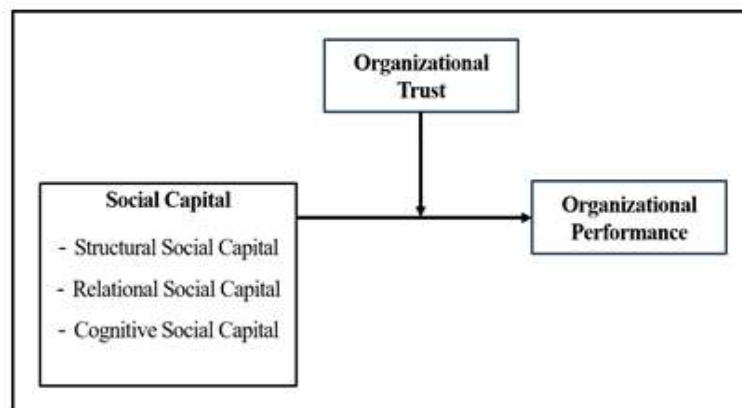 Organizational
Trust
Social Capital
- Structural Social Capital
- Relational Social Capital
- Cognitive Social Capital
Organizational
Performance